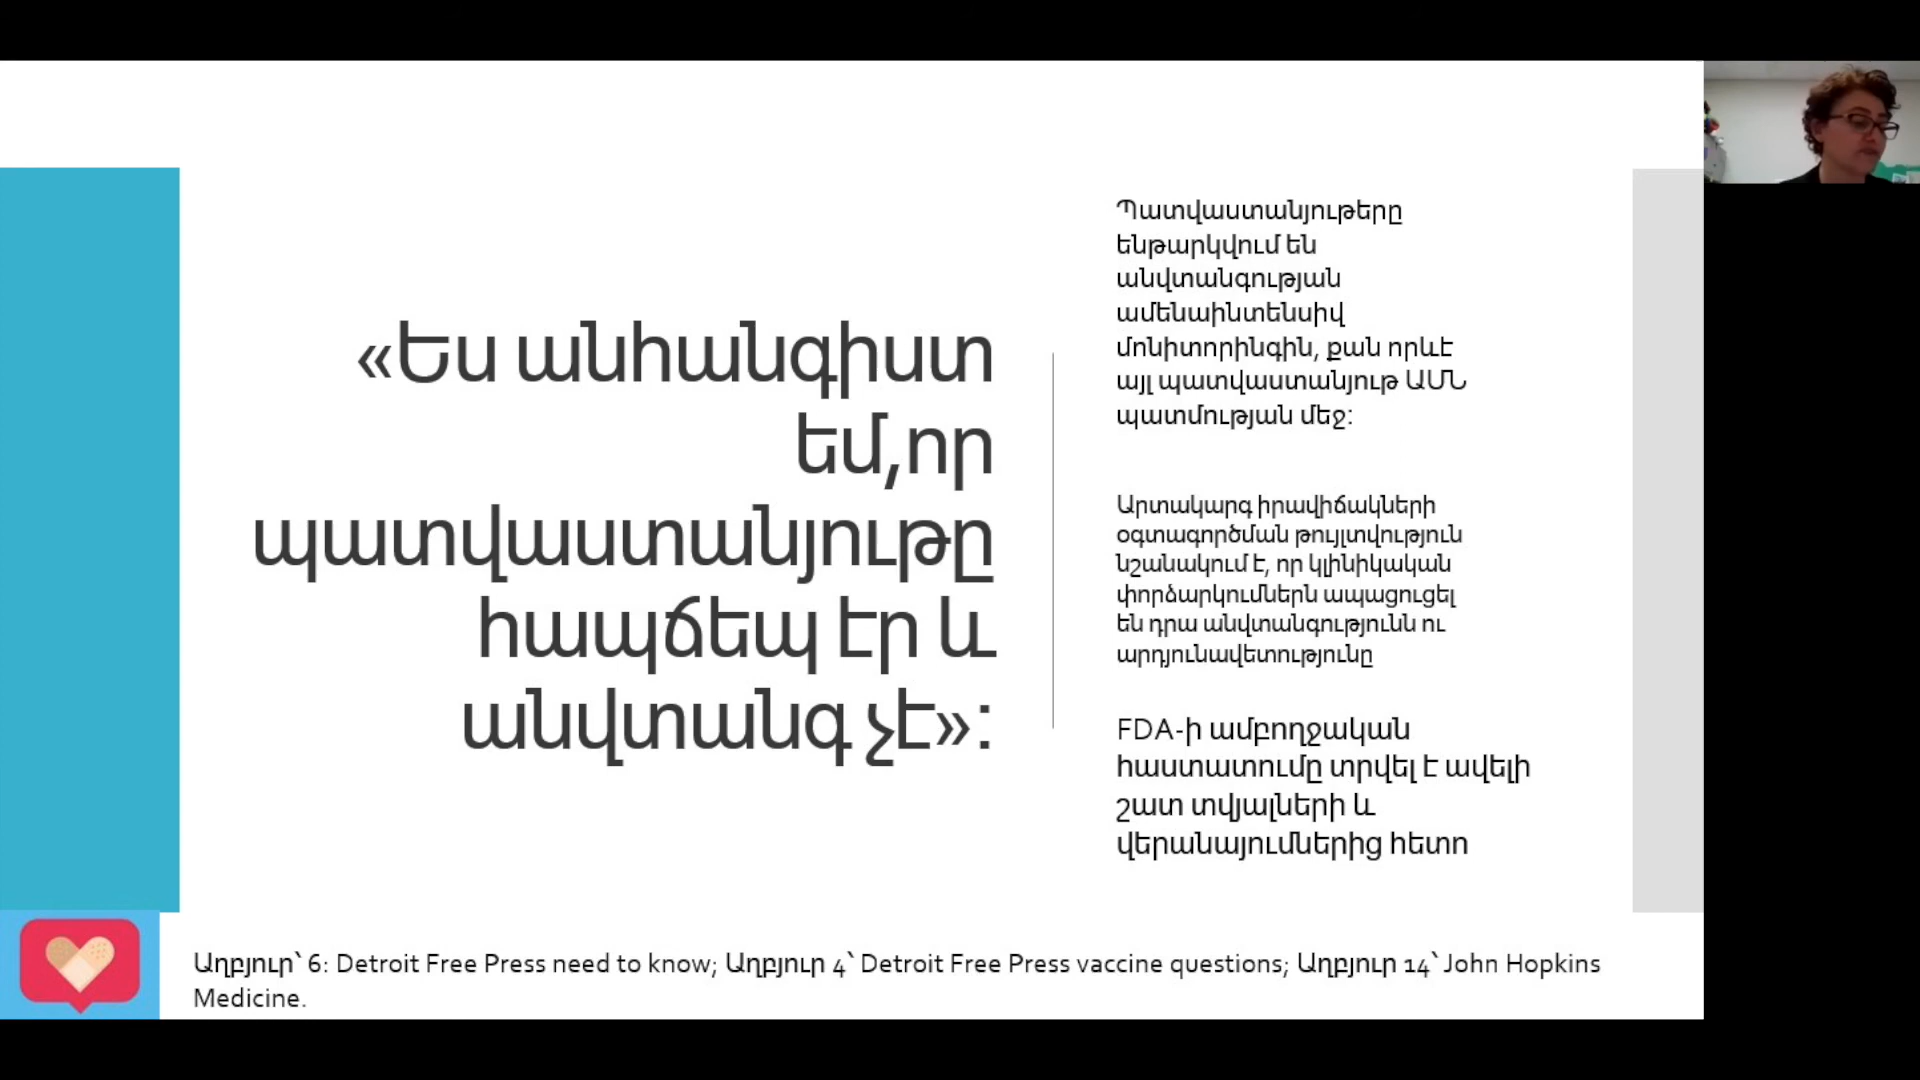 «Ես անհանգիստ
եմ,որ
պատվաստանյութը
հապճեպ էր և
անվտանգ չէ»:
Պատվաստանյութերը
ենթարկվում են
անվտանգության
ամենաինտենսիվ
մոնիտորինգին, քան որևէ
այլ պատվաստանյութ ԱՄՆ
պատմության մեջ:
Արտակարգ իրավիճակների
օգտագործման թույլտվություն
նշանակում է, որ կլինիկական
փորձարկումներն ապացուցել
են դրա անվտանգությունն ու
արդյունավետությունը
FDA-ի ամբողջական
հաստատումը տրվել է ավելի
շատ տվյալների և
վերանայումներից հետո
Աղբյուր՝ 6: Detroit Free Press need to know; Աղբյուր 4՝ Detroit Free Press vaccine questions; Աղբյուր 14՝ John Hopkins
Medicine.